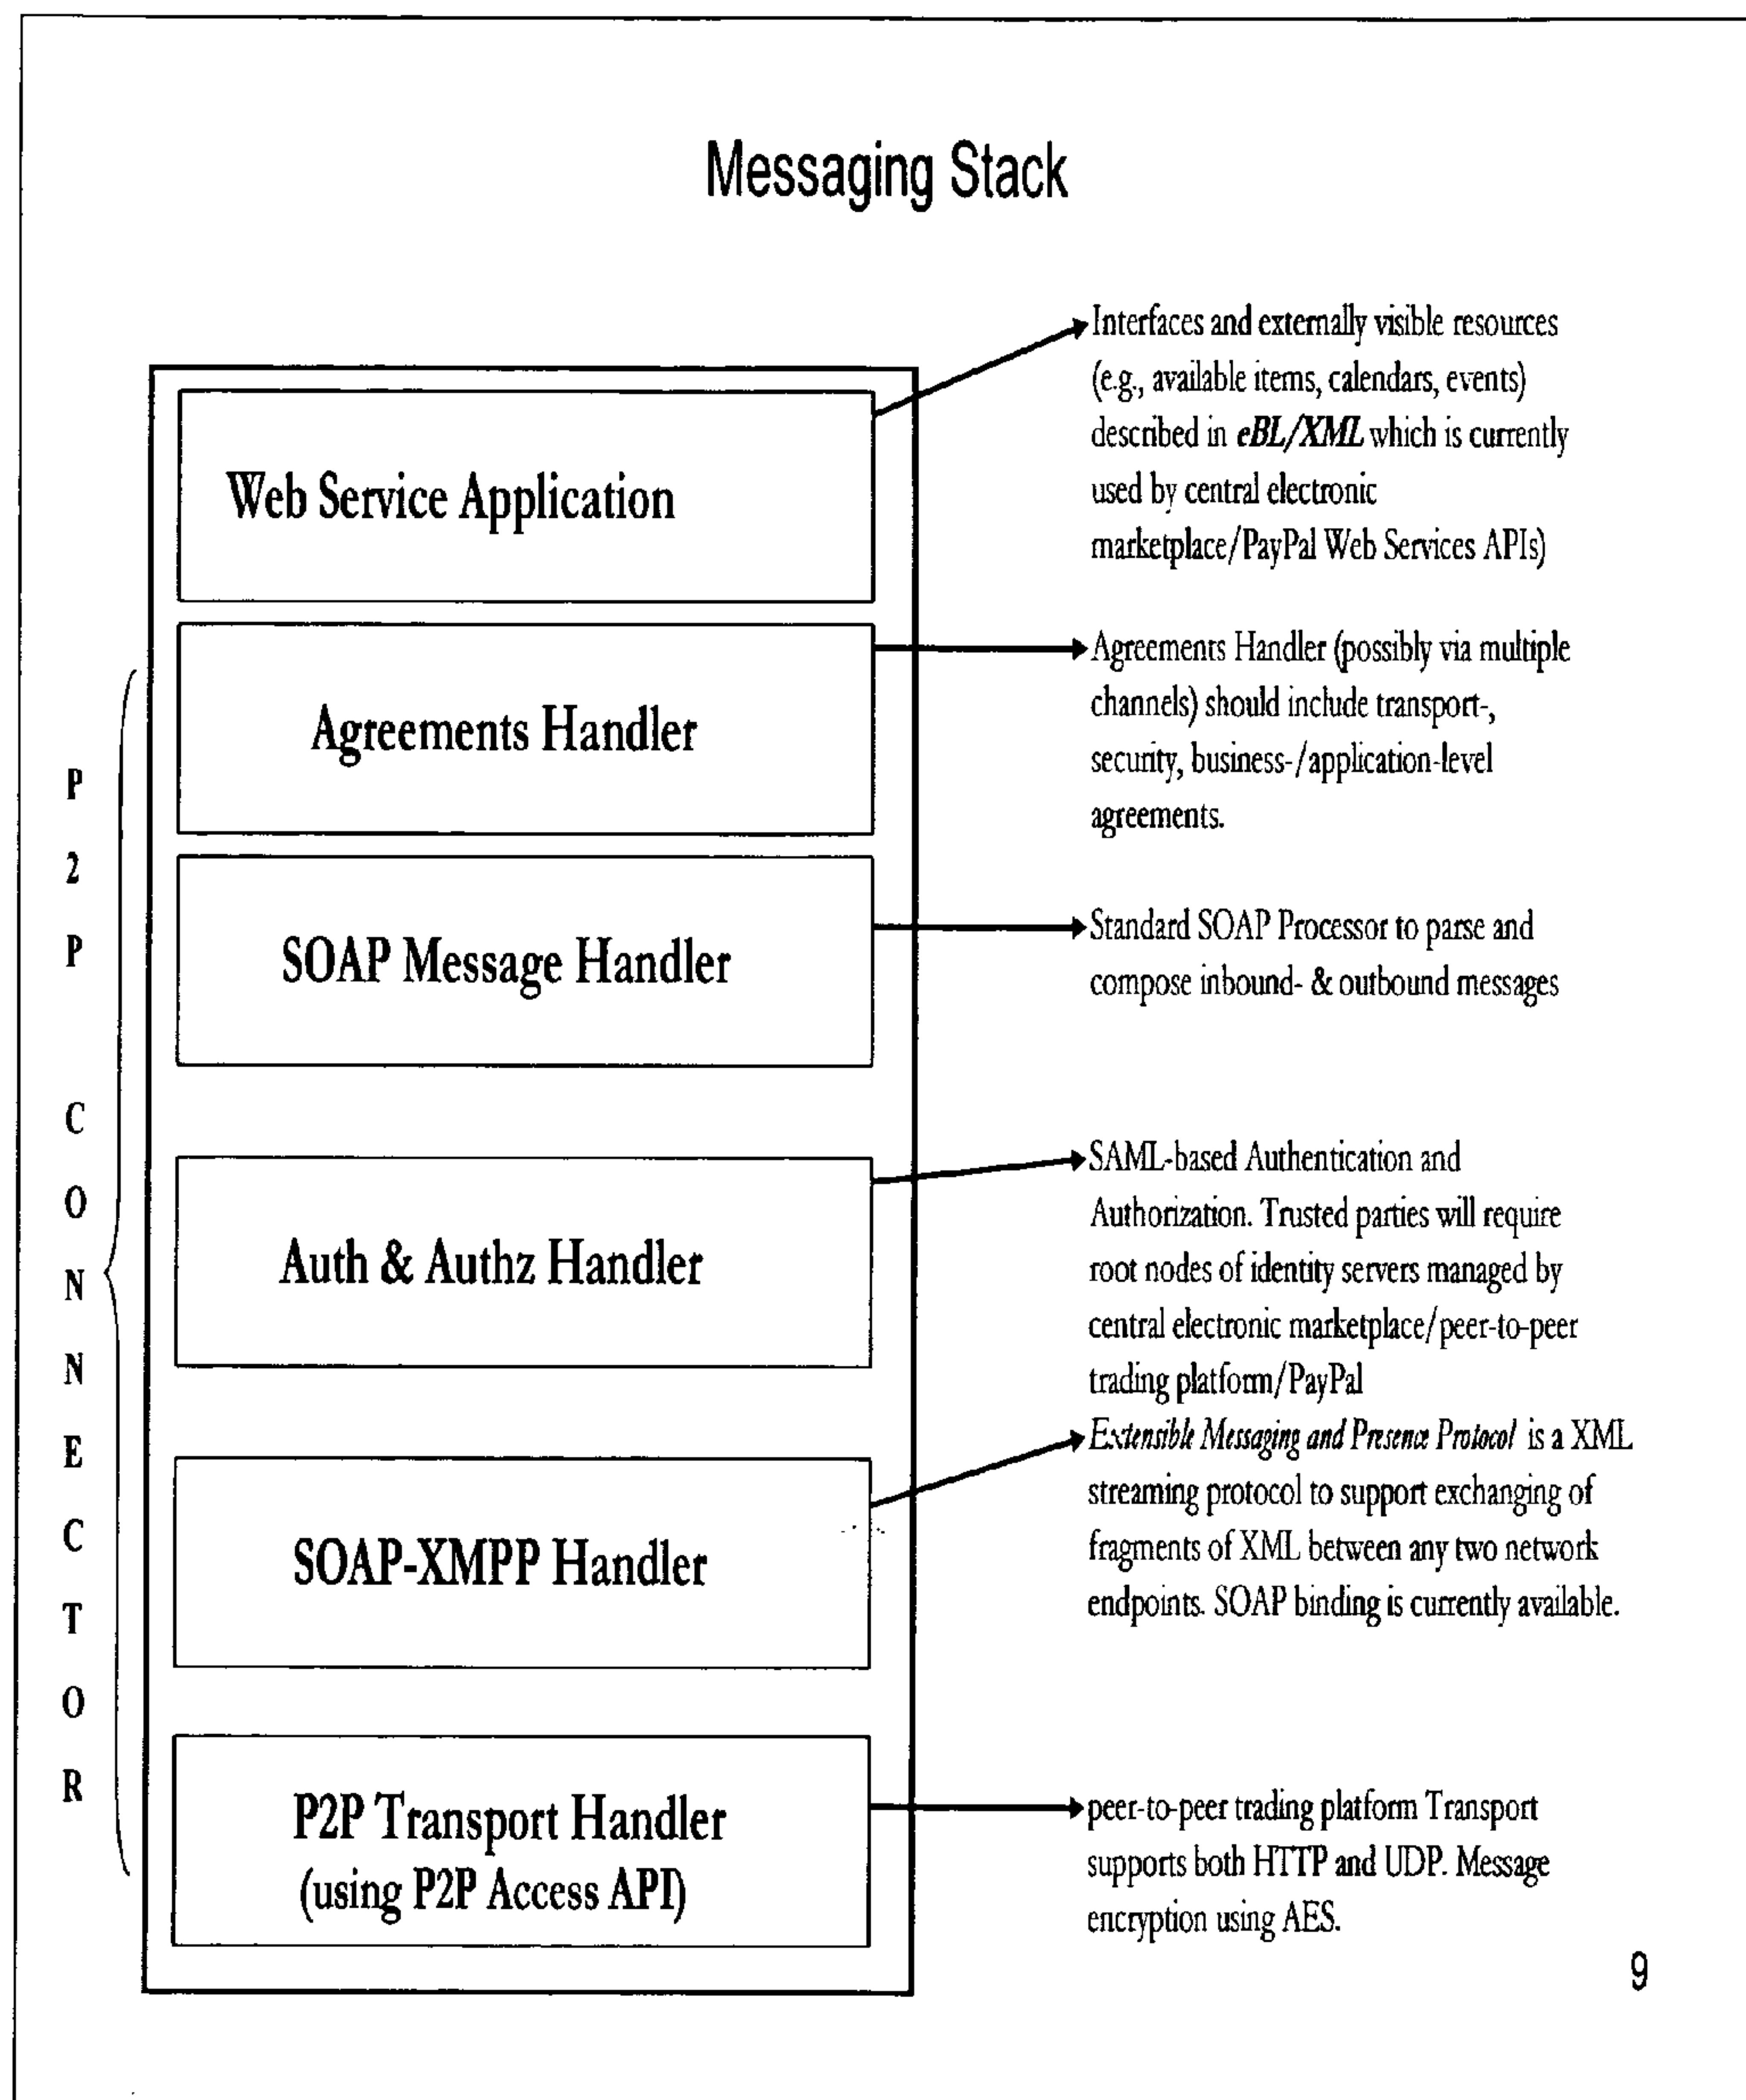 Messaging Stack
Interfaces and externally visible resources
(e.g., available items, calendars, events)
described in eBL/XML which is currently
used by central electronic
marketplace/PayPal Web Services APIs)
Web Service Application
Agreements Handler (possibly via multiple
channels) should include transport-,
security, business-/application-level
agreements.
Agreements Handler
P2P CONNECTOR
Standard SOAP Processor to parse and
compose inbound- & outbound messages
SOAP Message Handler
SAML-based Authentication and
Authorization. Trusted parties will require
root nodes of identity servers managed by
central electronic marketplace/peer-to-peer
trading platform/PayPal
Auth & Authz Handler
Extensible Messaging and Presence Protocol is a XML
streaming protocol to support exchanging of
fragments of XML between any two network
endpoints. SOAP binding is currently available.
SOAP-XMPP Handler
peer-to-peer trading platform Transport
supports both HTTP and UDP. Message
encryption using AES.
P2P Transport Handler
(using P2P Access API)
9